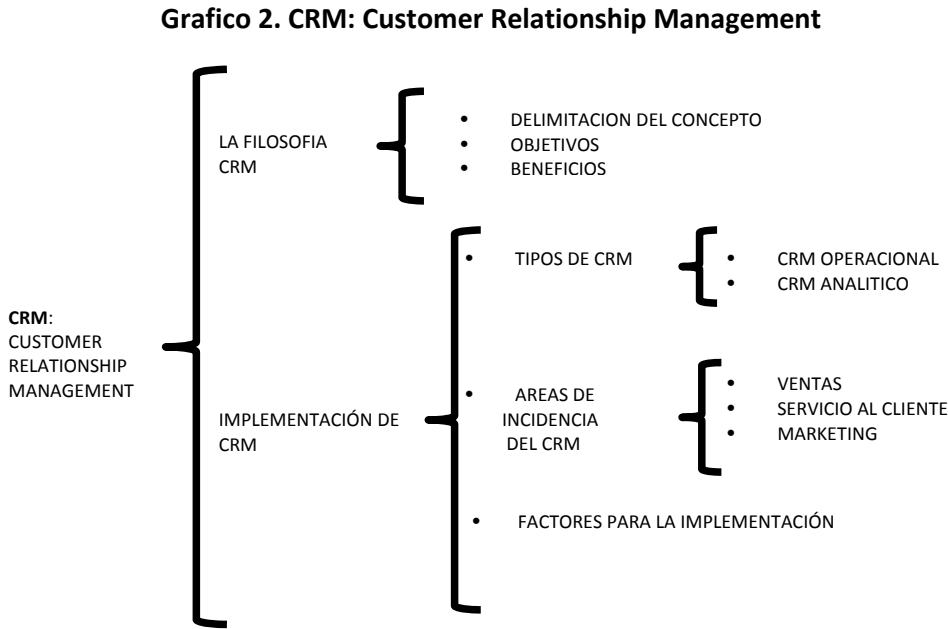 Grafico 2. CRM: Customer Relationship Management
CRM:
CUSTOMER
RELATIONSHIP
MANAGEMENT
LA FILOSOFIA
CRM
• DELIMITACION DEL CONCEPTO
• OBJETIVOS
• BENEFICIOS
IMPLEMENTACIÓN DE
CRM
• TIPOS DE CRM
• CRM OPERACIONAL
• CRM ANALITICO
• AREAS DE
INCIDENCIA
DEL CRM
• VENTAS
• SERVICIO AL CLIENTE
• MARKETING
• FACTORES PARA LA IMPLEMENTACIÓN